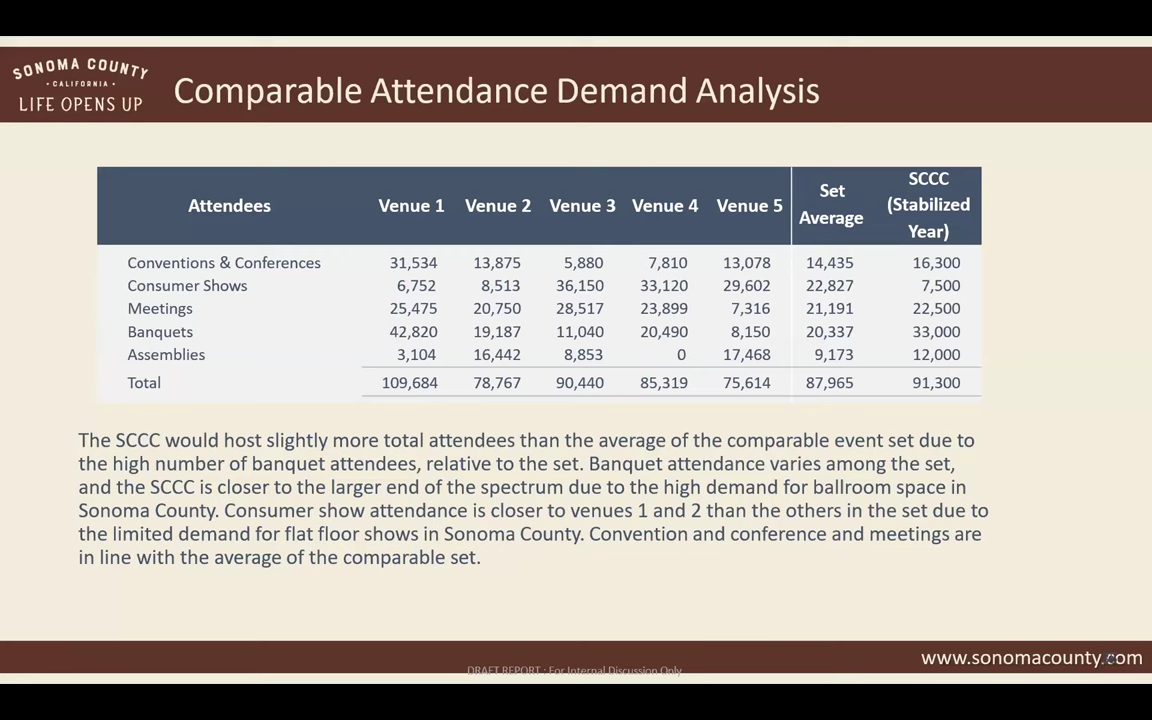 SONOMA COUNTY
• CALIFORNIA •
LIFE OPENS UP
Comparable Attendance Demand Analysis
Attendees Venue 1 Venue 2 Venue 3 Venue 4 Venue 5 Set Average SCCC (Stabilized Year)
Conventions & Conferences 31,534 13,875 5,880 7,810 13,078 14,435 16,300
Consumer Shows 6,752 8,513 36,150 33,120 29,602 22,827 7,500
Meetings 25,475 20,750 28,517 23,899 7,316 21,191 22,500
Banquets 42,820 19,187 11,040 20,490 8,150 20,337 33,000
Assemblies 3,104 16,442 8,853 0 17,468 9,173 12,000
Total 109,684 78,767 90,440 85,319 75,614 87,965 91,300
The SCCC would host slightly more total attendees than the average of the comparable event set due to
the high number of banquet attendees, relative to the set. Banquet attendance varies among the set,
and the SCCC is closer to the larger end of the spectrum due to the high demand for ballroom space in
Sonoma County. Consumer show attendance is closer to venues 1 and 2 than the others in the set due to
the limited demand for flat floor shows in Sonoma County. Convention and conference and meetings are
in line with the average of the comparable set.
www.sonomacounty.com
DRAFT REPORT : For Internal Discussion Only